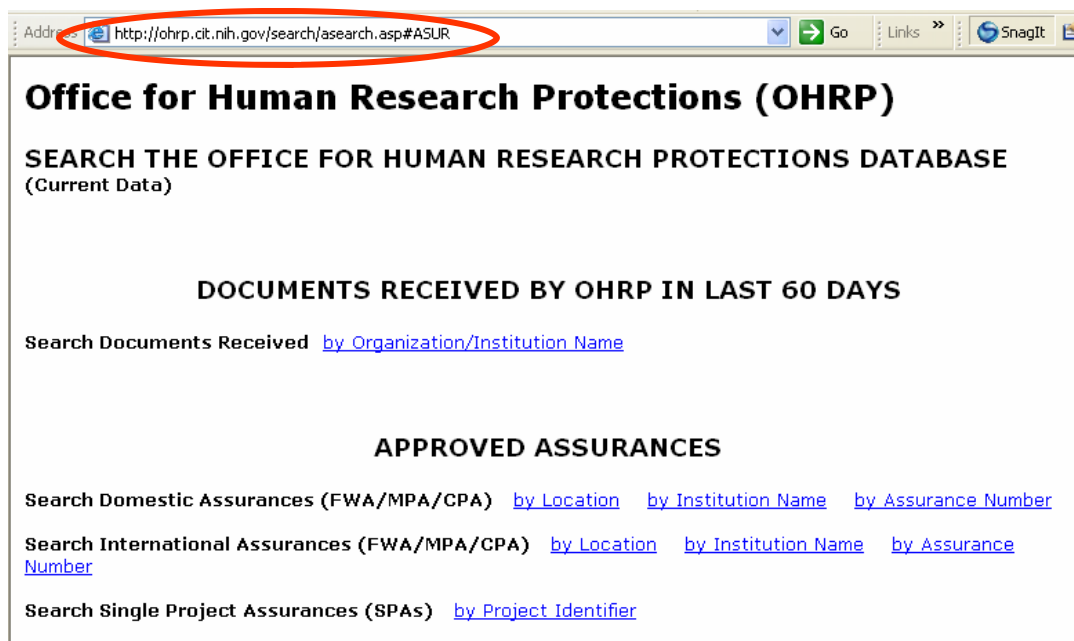 Address http://ohrp.cit.nih.gov/search/asearch.asp#ASUR Go Links » SnagIt
Office for Human Research Protections (OHRP)
SEARCH THE OFFICE FOR HUMAN RESEARCH PROTECTIONS DATABASE
(Current Data)
DOCUMENTS RECEIVED BY OHRP IN LAST 60 DAYS
Search Documents Received by Organization/Institution Name
APPROVED ASSURANCES
Search Domestic Assurances (FWA/MPA/CPA) by Location by Institution Name by Assurance Number
Search International Assurances (FWA/MPA/CPA) by Location by Institution Name by Assurance
Number
Search Single Project Assurances (SPAs) by Project Identifier